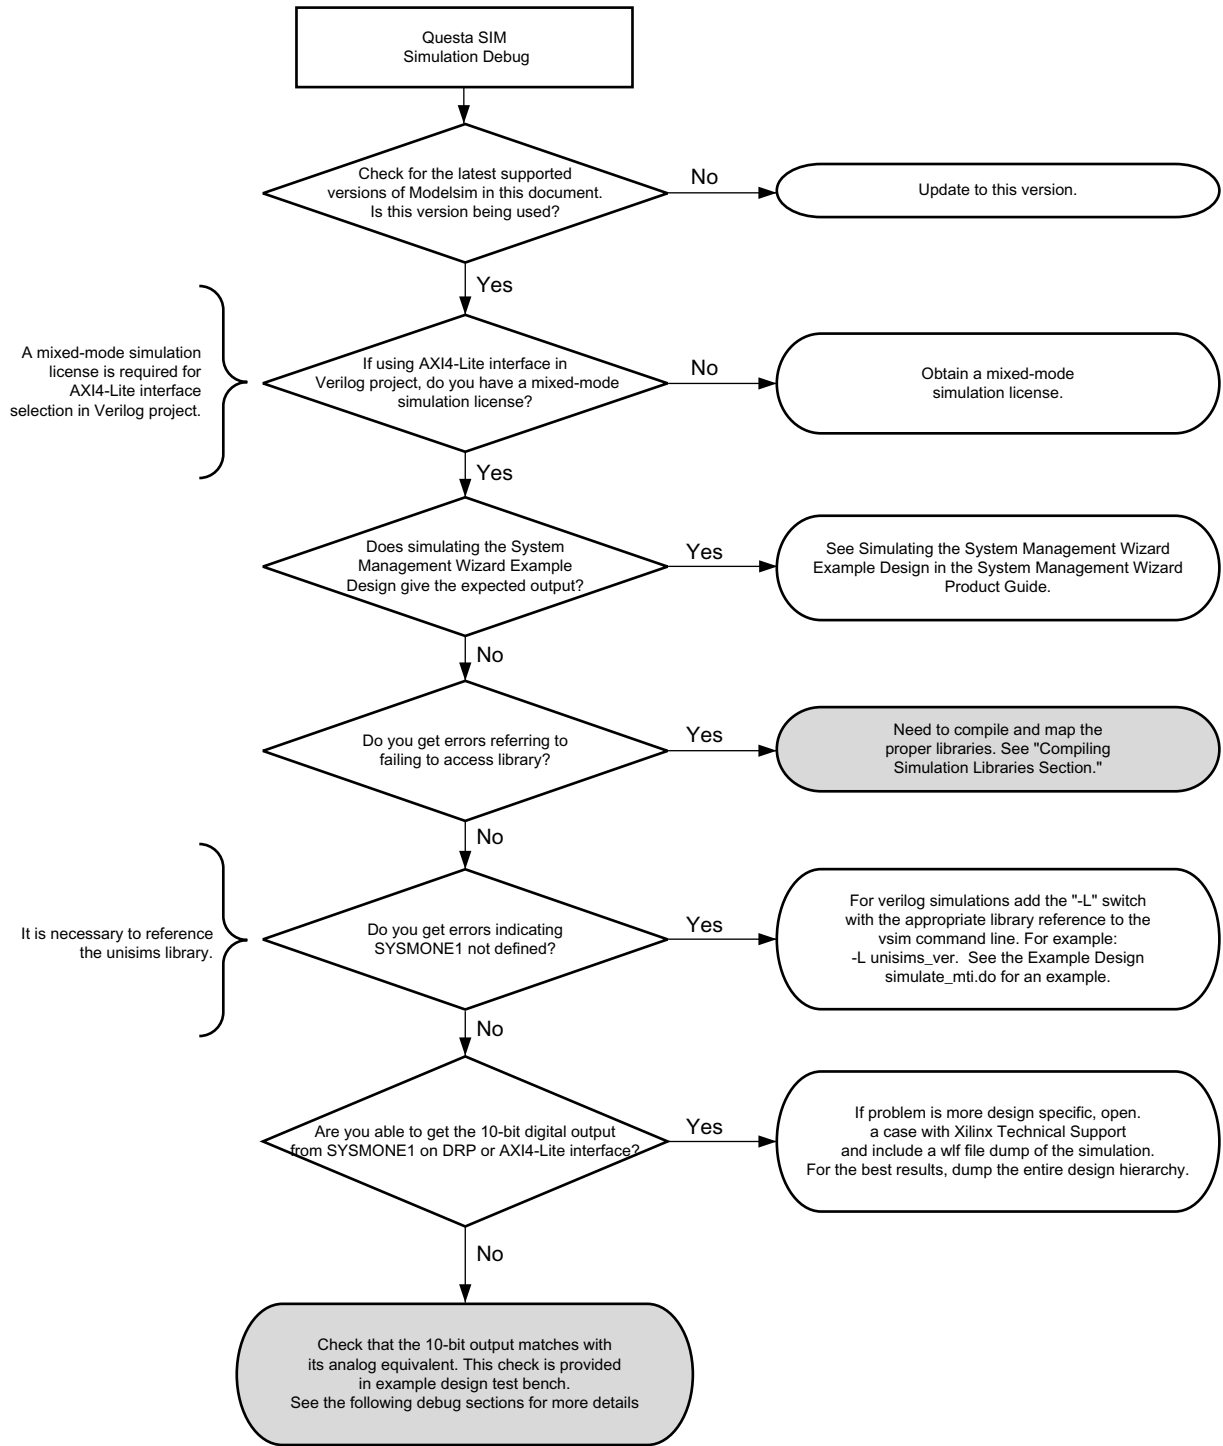 Questa SIM
Simulation Debug
Check for the latest supported
versions of Modelsim in this document.
Is this version being used?
No
Update to this version.
Yes
A mixed-mode simulation
license is required for
AXI4-Lite interface
selection in Verilog project.
If using AXI4-Lite interface in
Verilog project, do you have a mixed-mode
simulation license?
No
Obtain a mixed-mode
simulation license.
Yes
Does simulating the System
Management Wizard Example
Design give the expected output?
Yes
See Simulating the System Management Wizard
Example Design in the System Management Wizard
Product Guide.
No
Do you get errors referring to
failing to access library?
Yes
Need to compile and map the
proper libraries. See "Compiling
Simulation Libraries Section."
No
It is necessary to reference
the unisims library.
Do you get errors indicating
SYSMONE1 not defined?
Yes
For verilog simulations add the "-L" switch
with the appropriate library reference to the
vsim command line. For example:
-L unisims_ver. See the Example Design
simulate_mti.do for an example.
No
Are you able to get the 10-bit digital output
from SYSMONE1 on DRP or AXI4-Lite interface?
Yes
If problem is more design specific, open.
a case with Xilinx Technical Support
and include a wlf file dump of the simulation.
For the best results, dump the entire design hierarchy.
No
Check that the 10-bit output matches with
its analog equivalent. This check is provided
in example design test bench.
See the following debug sections for more details